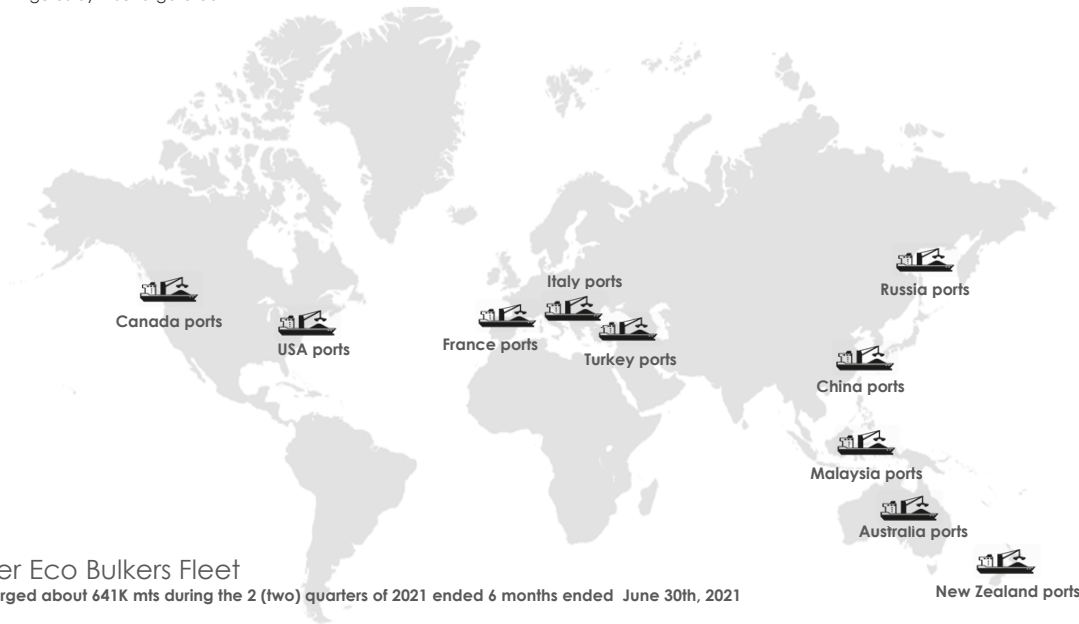 Italy ports
Russia ports
Canada ports
France ports
USA ports
Turkey ports
China ports
Malaysia ports
Australia ports
er Eco Bulkers Fleet
rged about 641K mts during the 2 (two) quarters of 2021 ended 6 months ended June 30th, 2021
New Zealand ports